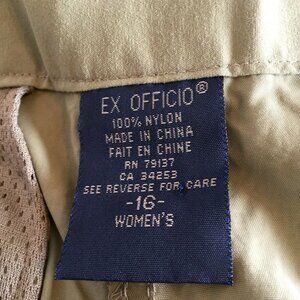 EX OFFICIO®
100% NYLON
MADE IN CHINA
FAIT EN CHINE
RN 79137
CA 34253
SEE REVERSE FOR CARE
-16-
WOMEN'S